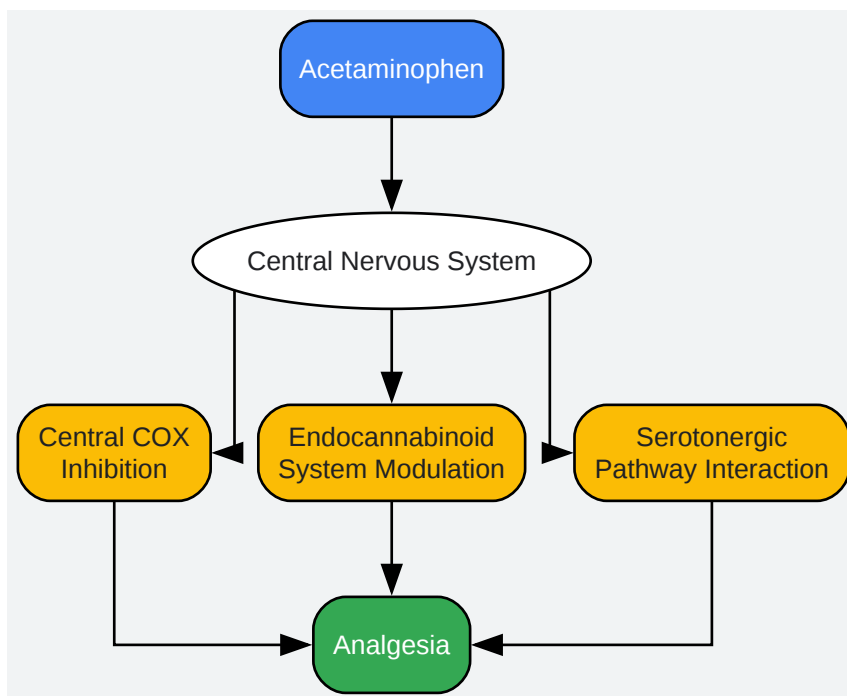 Acetaminophen
Central Nervous System
Central COX
Inhibition
Endocannabinoid
System Modulation
Serotonergic
Pathway Interaction
Analgesia